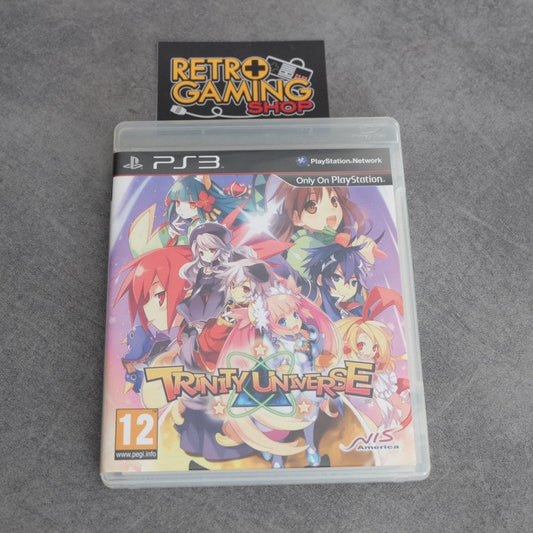 RETRO
GAMING
SHOP
PS3
PlayStation Network
Only On PlayStation
TRINITY UNIVERSE
12
www.pegi.info
NIS
America